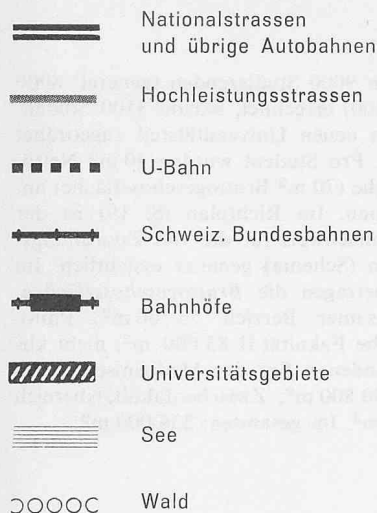 Nationalstrassen
und übrige Autobahnen
Hochleistungsstrassen
U-Bahn
Schweiz. Bundesbahnen
Bahnhöfe
Universitätsgebiete
See
Wald